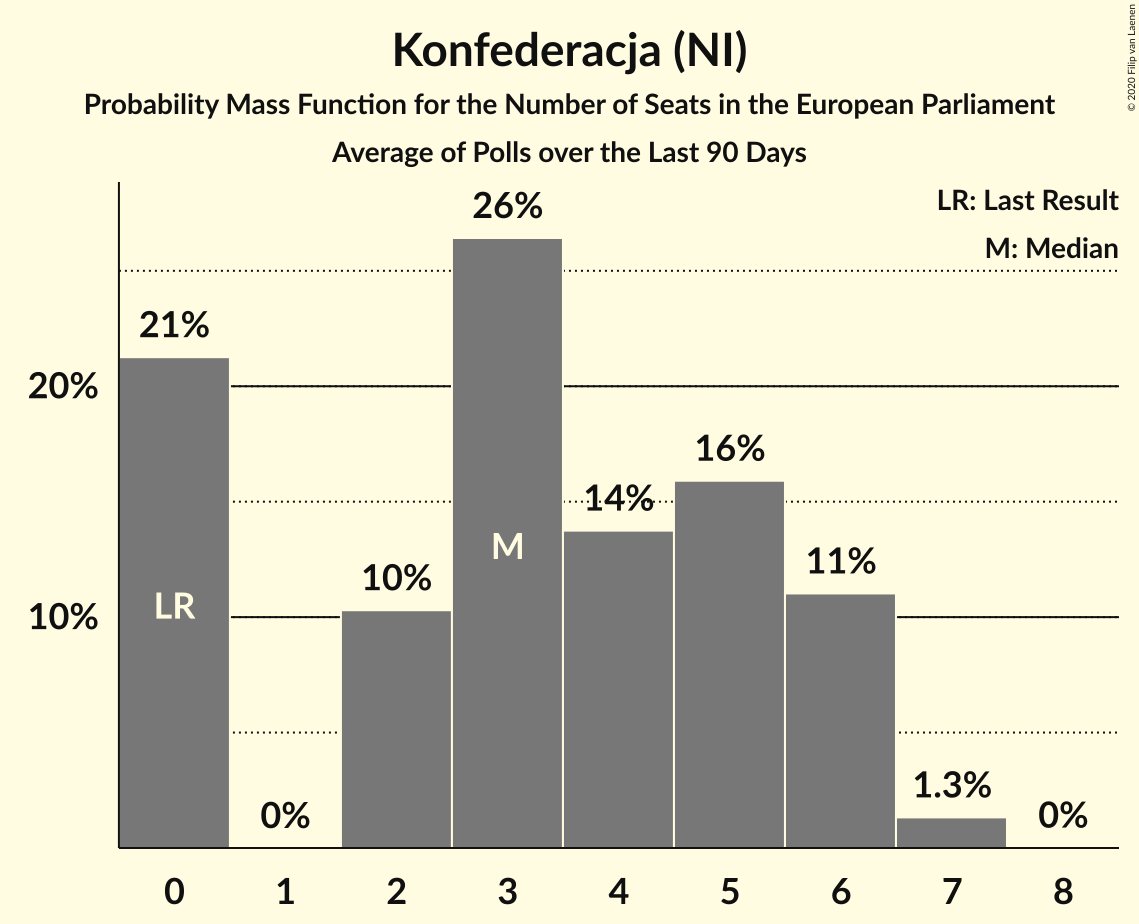 Konfederacja (NI)
Probability Mass Function for the Number of Seats in the European Parliament
Average of Polls over the Last 90 Days
© 2020 Filip van Laenen
LR: Last Result
M: Median
26%
21%
20%
16%
14%
M
11%
10%
LR
10%
1.3%
0%
0%
0 1 2 3 4 5 6 7 8